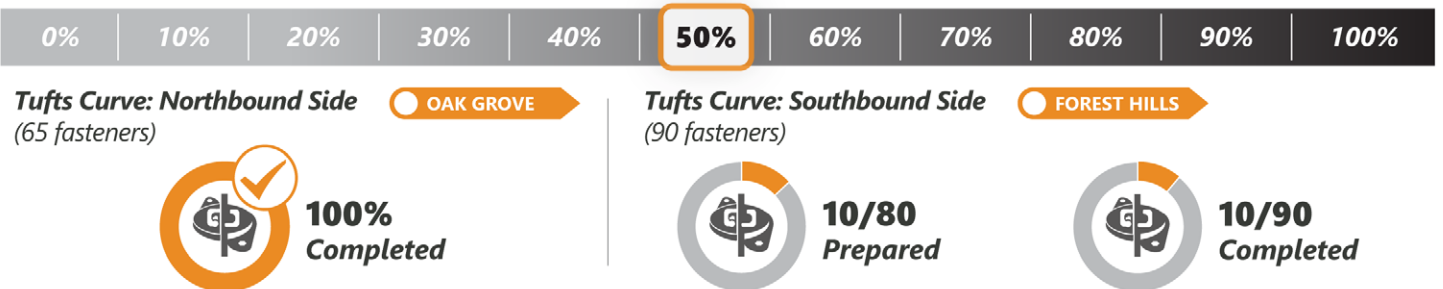 0% 10% 20% 30% 40% 50% 60% 70% 80% 90% 100%
Tufts Curve: Northbound Side OAK GROVE
(65 fasteners)
100%
Completed
Tufts Curve: Southbound Side FOREST HILLS
(90 fasteners)
10/80
Prepared
10/90
Completed